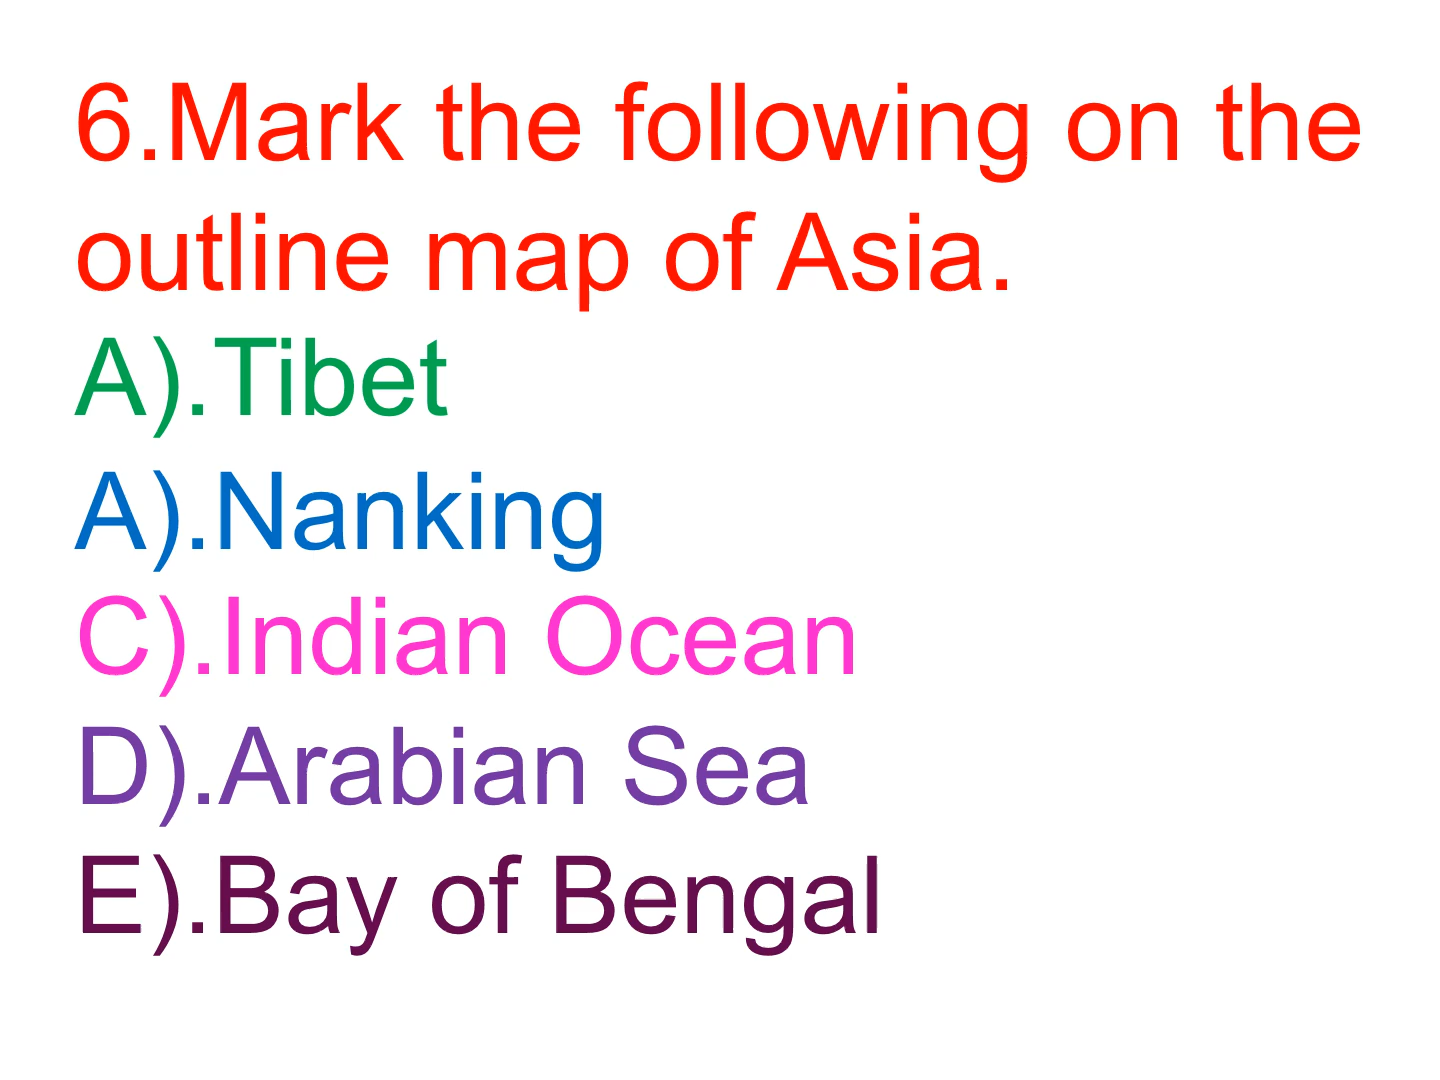 6.Mark the following on the
outline map of Asia.
A).Tibet
A).Nanking
C).Indian Ocean
D).Arabian Sea
E).Bay of Bengal